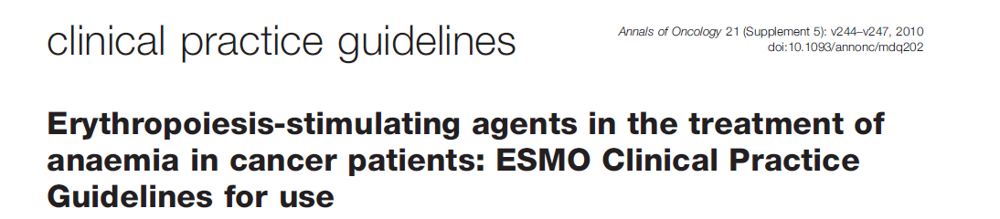 clinical practice guidelines
Annals of Oncology 21 (Supplement 5): v244–v247, 2010
doi:10.1093/annonc/mdq202
Erythropoiesis-stimulating agents in the treatment of
anaemia in cancer patients: ESMO Clinical Practice
Guidelines for use